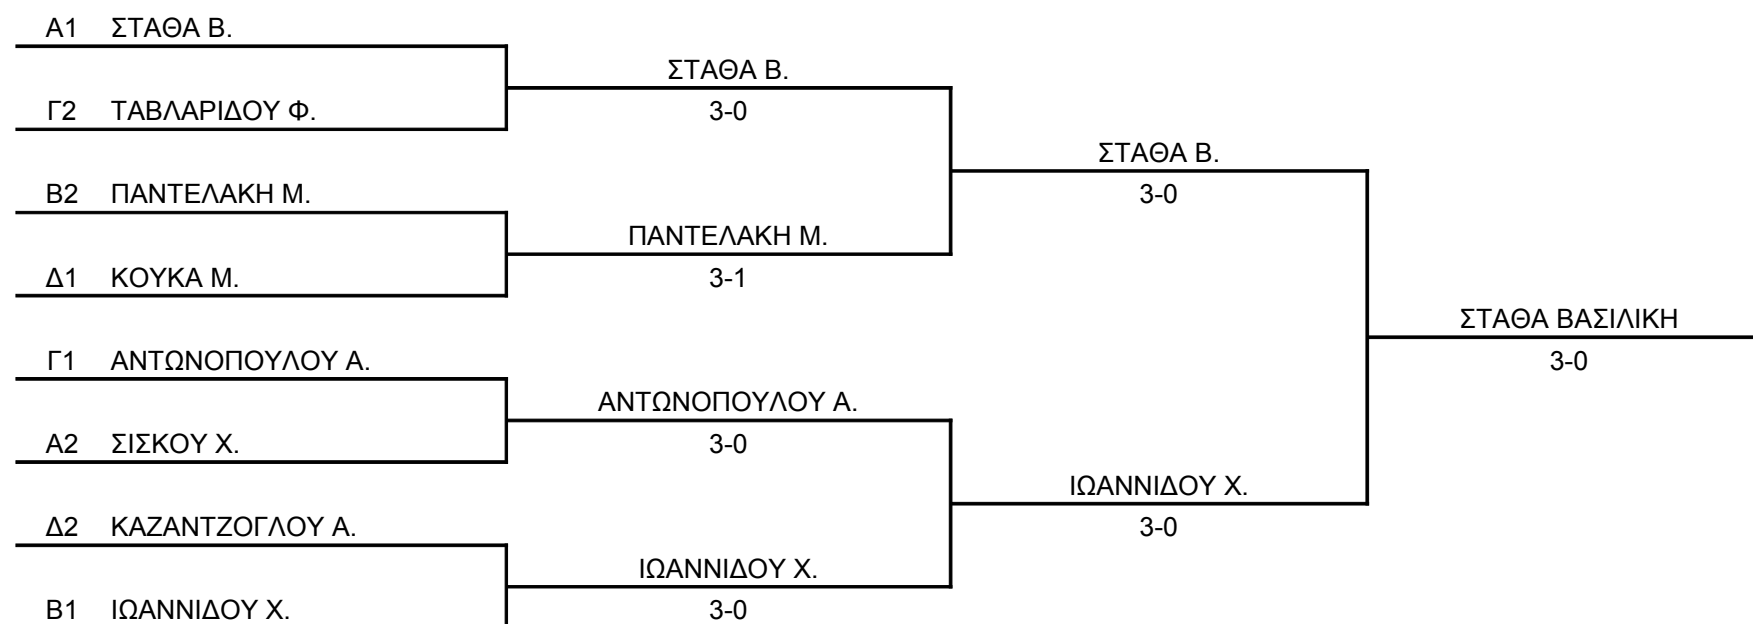 Α1 ΣΤΑΘΑ Β.
ΣΤΑΘΑ Β.
Γ2 ΤΑΒΛΑΡΙΔΟΥ Φ.
3-0
ΣΤΑΘΑ Β.
Β2 ΠΑΝΤΕΛΑΚΗ Μ.
3-0
ΠΑΝΤΕΛΑΚΗ Μ.
Δ1 ΚΟΥΚΑ Μ.
3-1
ΣΤΑΘΑ ΒΑΣΙΛΙΚΗ
Γ1 ΑΝΤΩΝΟΠΟΥΛΟΥ Α.
3-0
ΑΝΤΩΝΟΠΟΥΛΟΥ Α.
Α2 ΣΙΣΚΟΥ Χ.
3-0
ΙΩΑΝΝΙΔΟΥ Χ.
Δ2 ΚΑΖΑΝΤΖΟΓΛΟΥ Α.
3-0
ΙΩΑΝΝΙΔΟΥ Χ.
Β1 ΙΩΑΝΝΙΔΟΥ Χ.
3-0